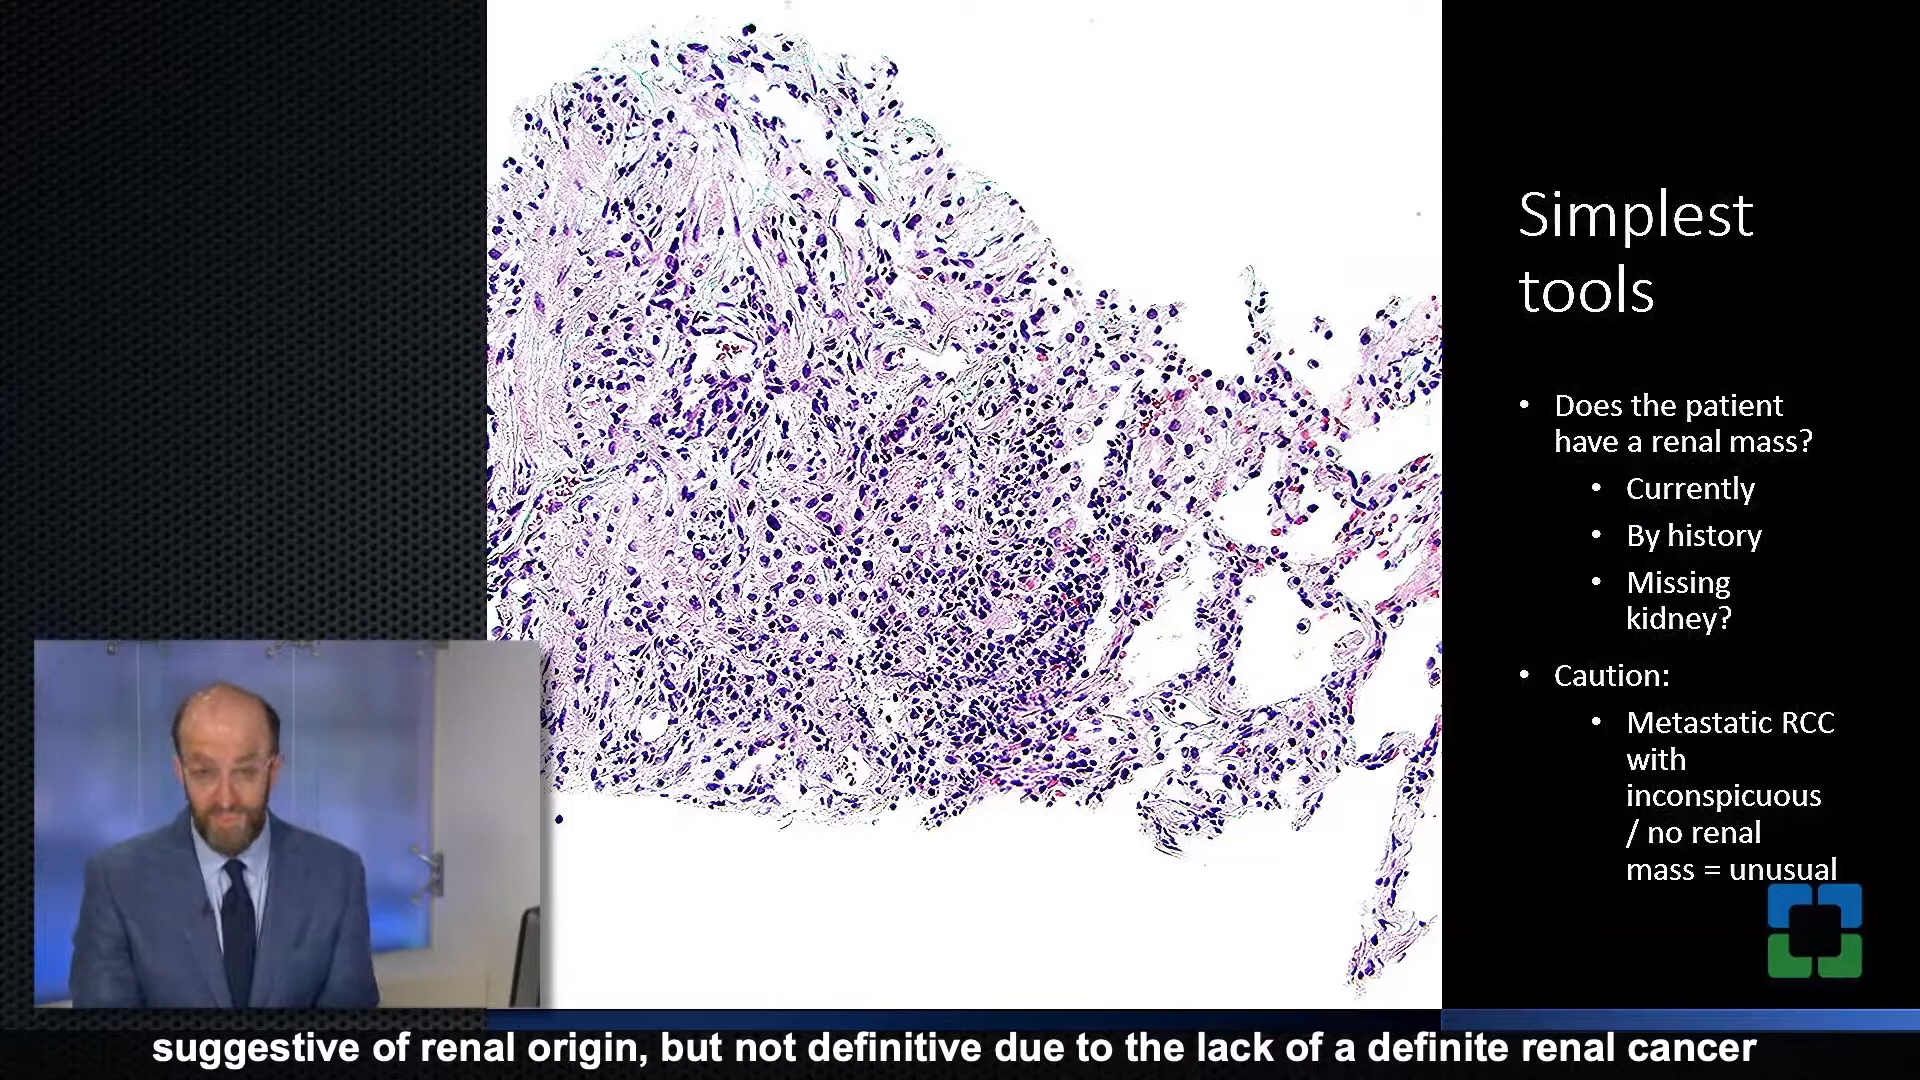 Simplest
tools
• Does the patient
have a renal mass?
• Currently
• By history
• Missing
kidney?
• Caution:
• Metastatic RCC
with
inconspicuous
/ no renal
mass = unusual
suggestive of renal origin, but not definitive due to the lack of a definite renal cancer